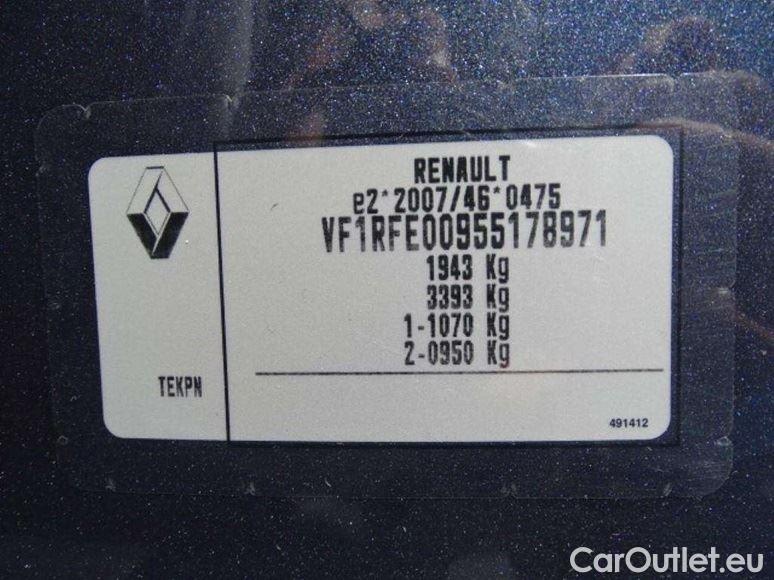 RENAULT
e2*2007/46*0475
VF1RFE00955178971
1943 Kg
3393 Kg
1-1070 Kg
2-0950 Kg
TEKPN
491412
CarOutlet.eu